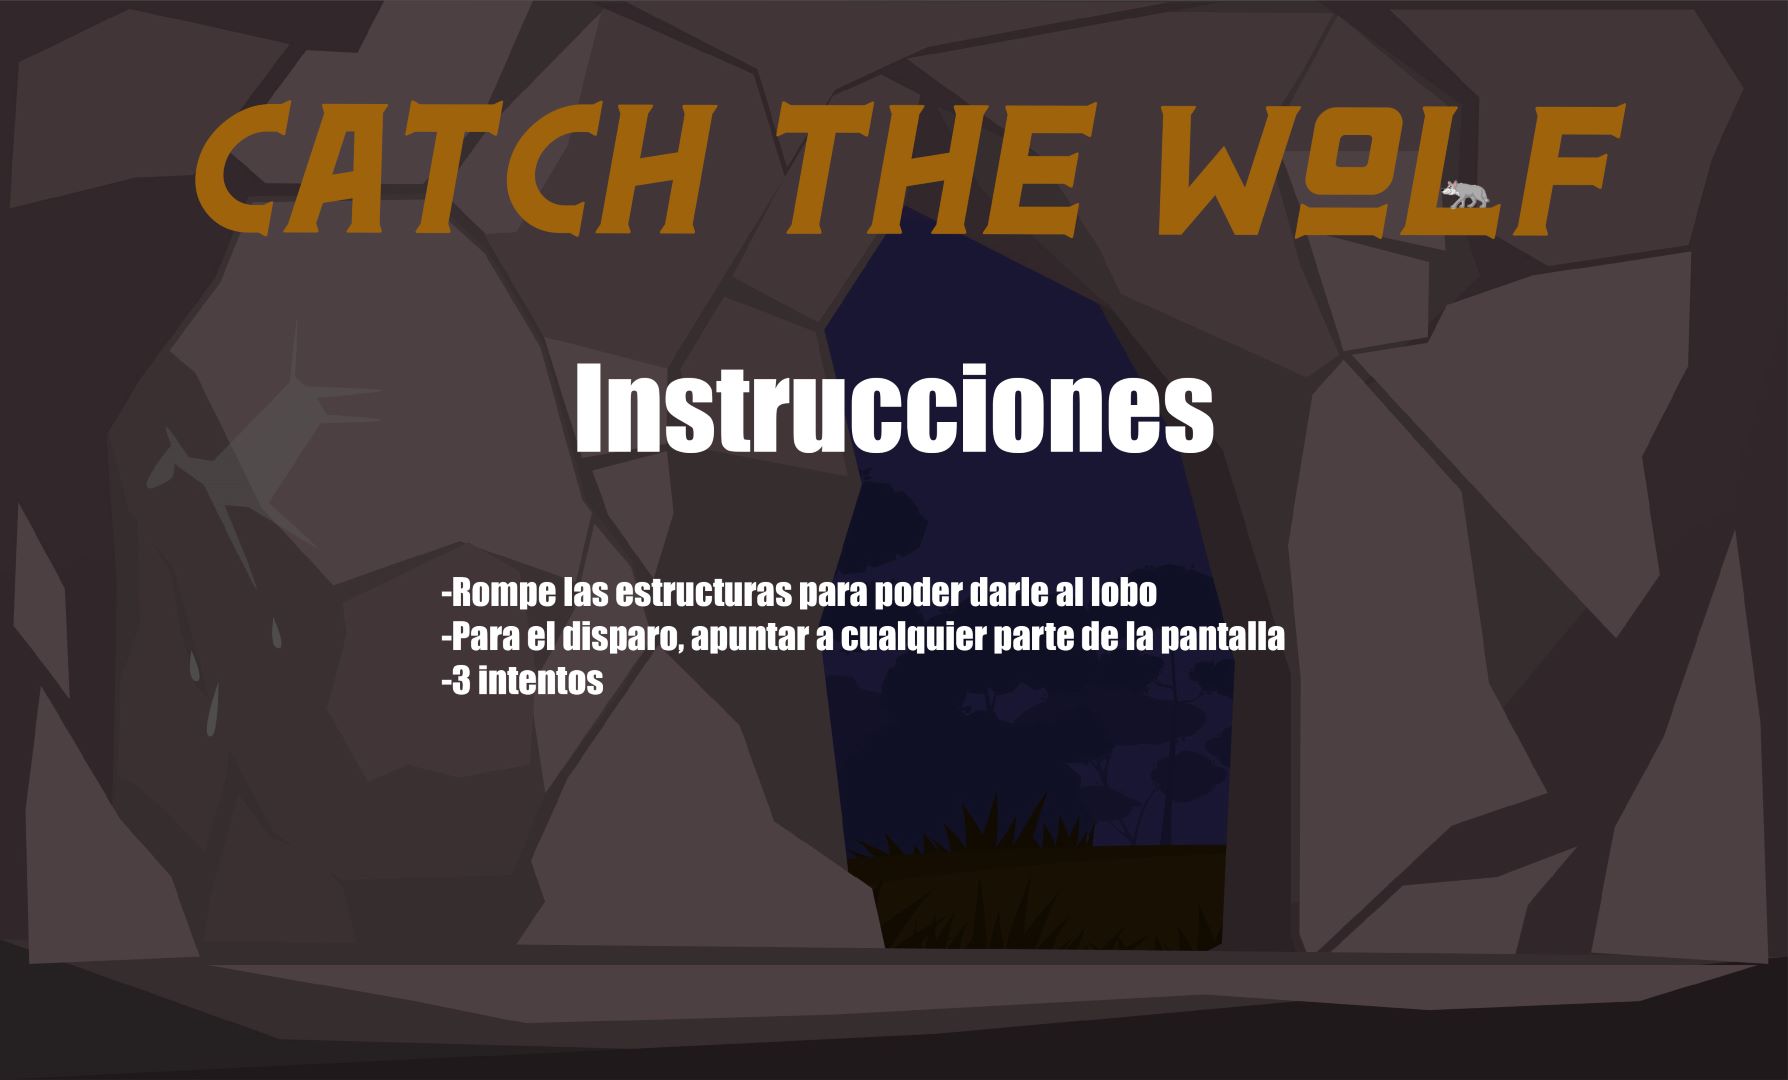 CATCH THE WOLF
Instrucciones
-Rompe las estructuras para poder darle al lobo
-Para el disparo, apuntar a cualquier parte de la pantalla
-3 intentos